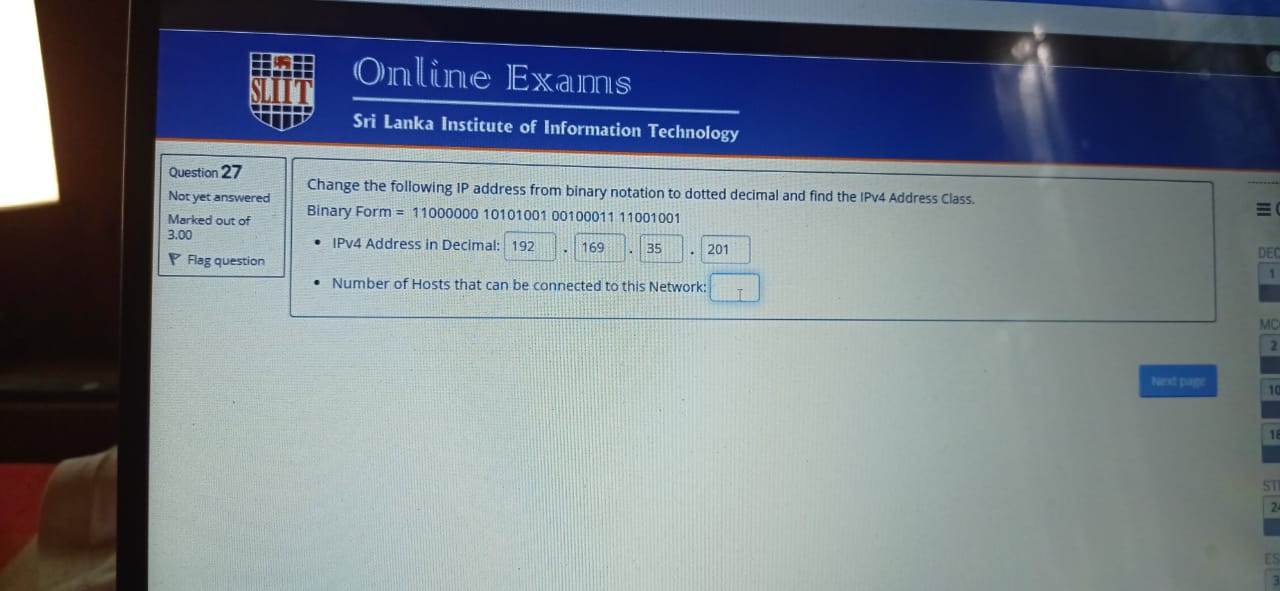 SLIIT
Online Exams
Sri Lanka Institute of Information Technology
Question 27
Not yet answered
Marked out of
3.00
Flag question
Change the following IP address from binary notation to dotted decimal and find the IPv4 Address Class.
Binary Form = 11000000 10101001 00100011 11001001
• IPv4 Address in Decimal: 192 . 169 . 35 . 201
• Number of Hosts that can be connected to this Network:
Next page
DEC
1
MC
2
10
ST
ES